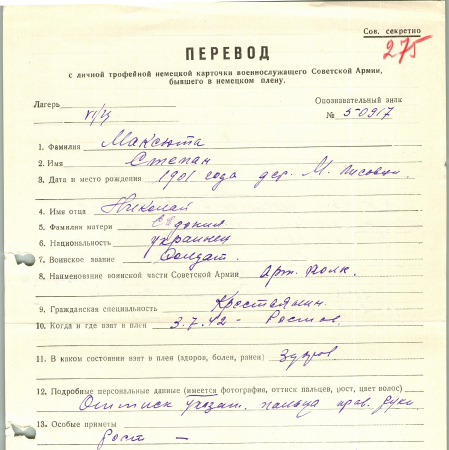 Сов. секретно
275
ПЕРЕВОД
с личной трофейной немецкой карточки военнослужащего Советской Армии,
бывшего в немецком плену.
Лагерь VI/К Опознавательный знак
№ 50917
1. Фамилия Максюта
2. Имя Степан
3. Дата и место рождения 1901 года дер. М. Лисовцы
4. Имя отца Николай
5. Фамилия матери Евдокия
6. Национальность украинец
7. Воинское звание Солдат.
8. Наименование воинской части Советской Армии Арт. полк.
9. Гражданская специальность Крестьянин.
10. Когда и где взят в плен 3.7.42 - Ростов.
11. В каком состоянии взят в плен (здоров, болен, ранен) Здоров
12. Подробные персональные данные (имеется фотография, оттиск пальцев, рост, цвет волос)
Оттиск указат. пальца прав. руки
13. Особые приметы
рост —